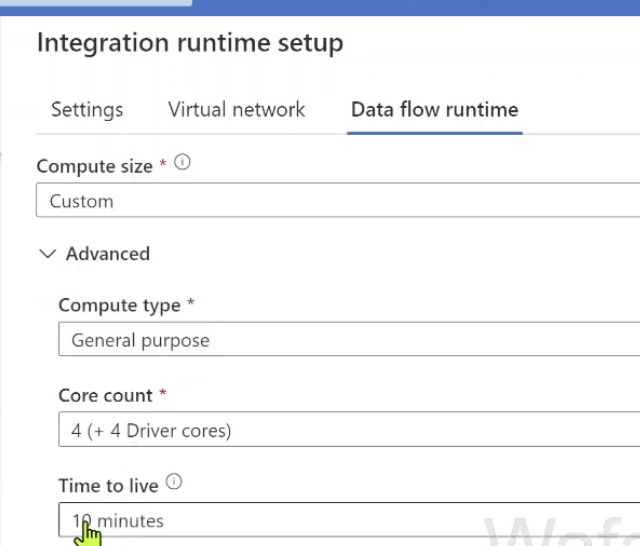 Integration runtime setup
Settings Virtual network Data flow runtime
Compute size *
Custom
Advanced
Compute type *
General purpose
Core count *
4 (+ 4 Driver cores)
Time to live
10 minutes